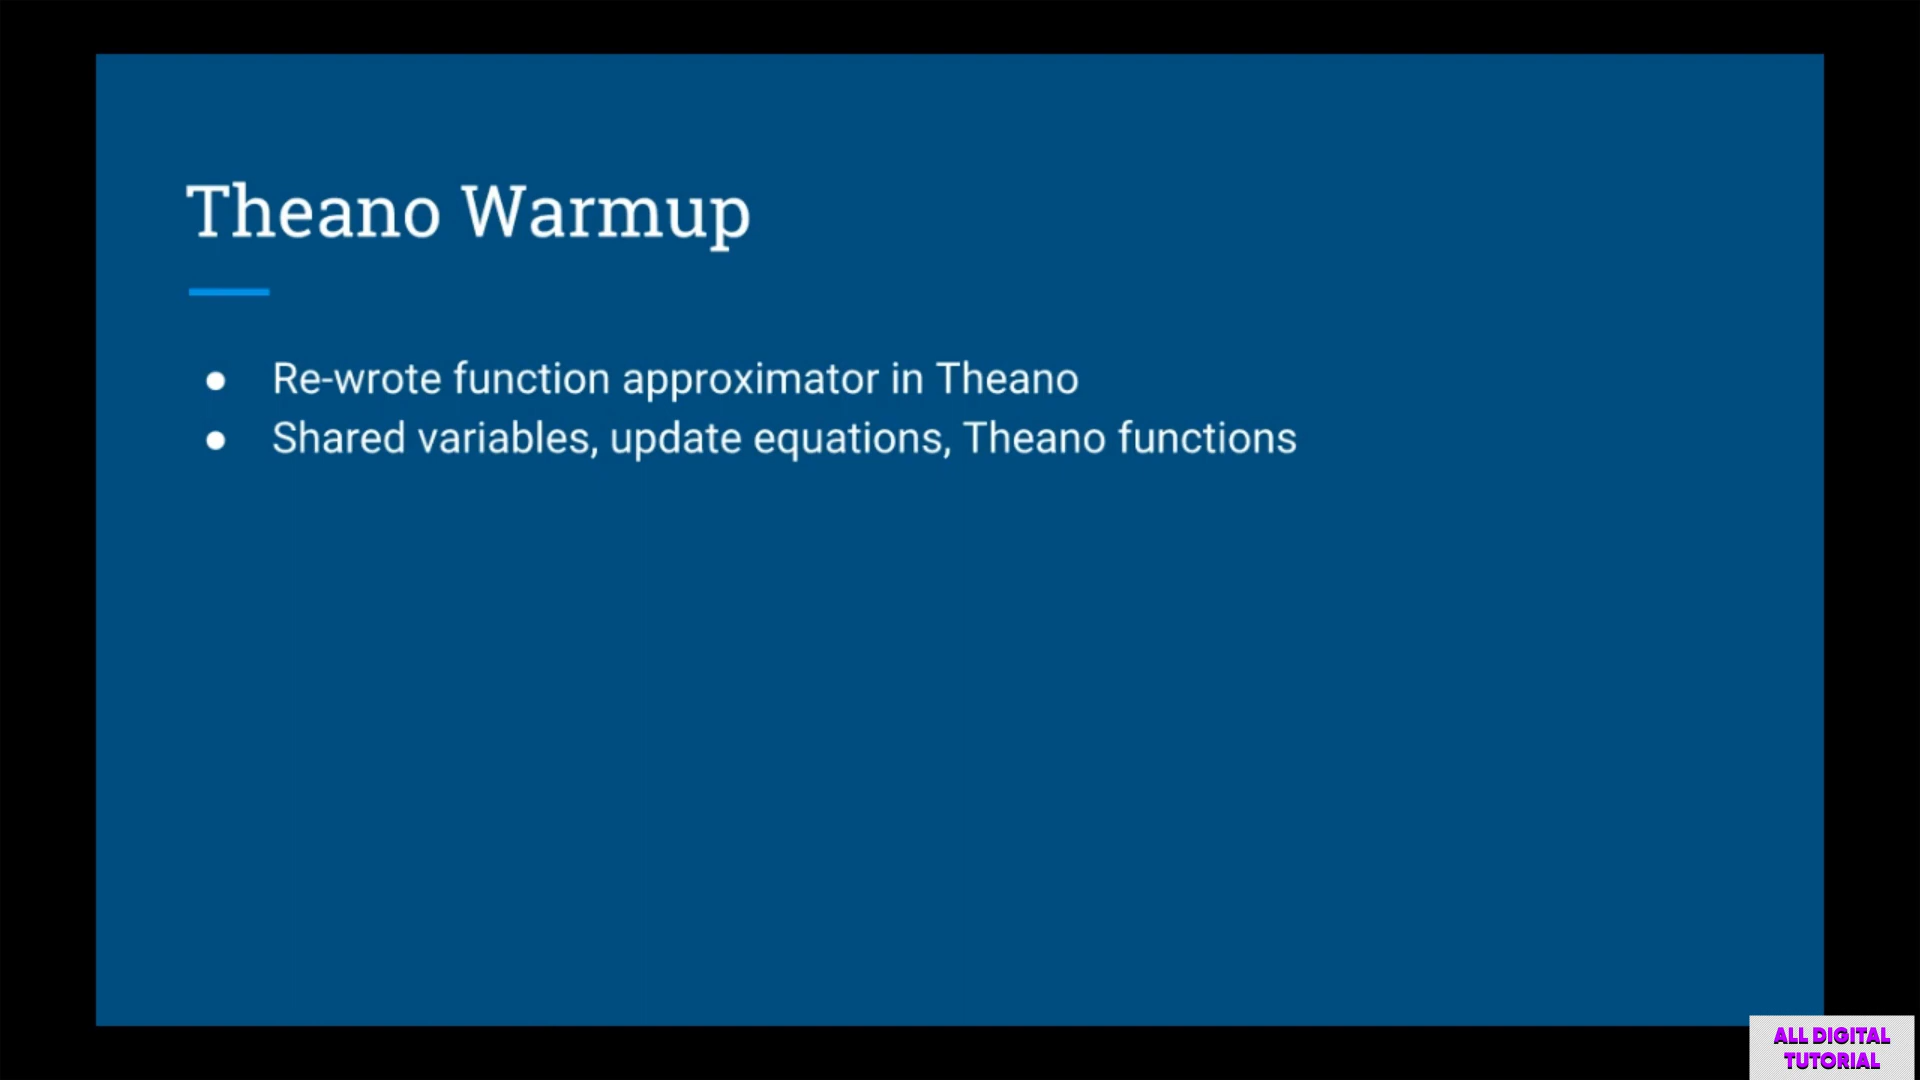 Theano Warmup
● Re-wrote function approximator in Theano
● Shared variables, update equations, Theano functions
ALL DIGITAL
TUTORIAL